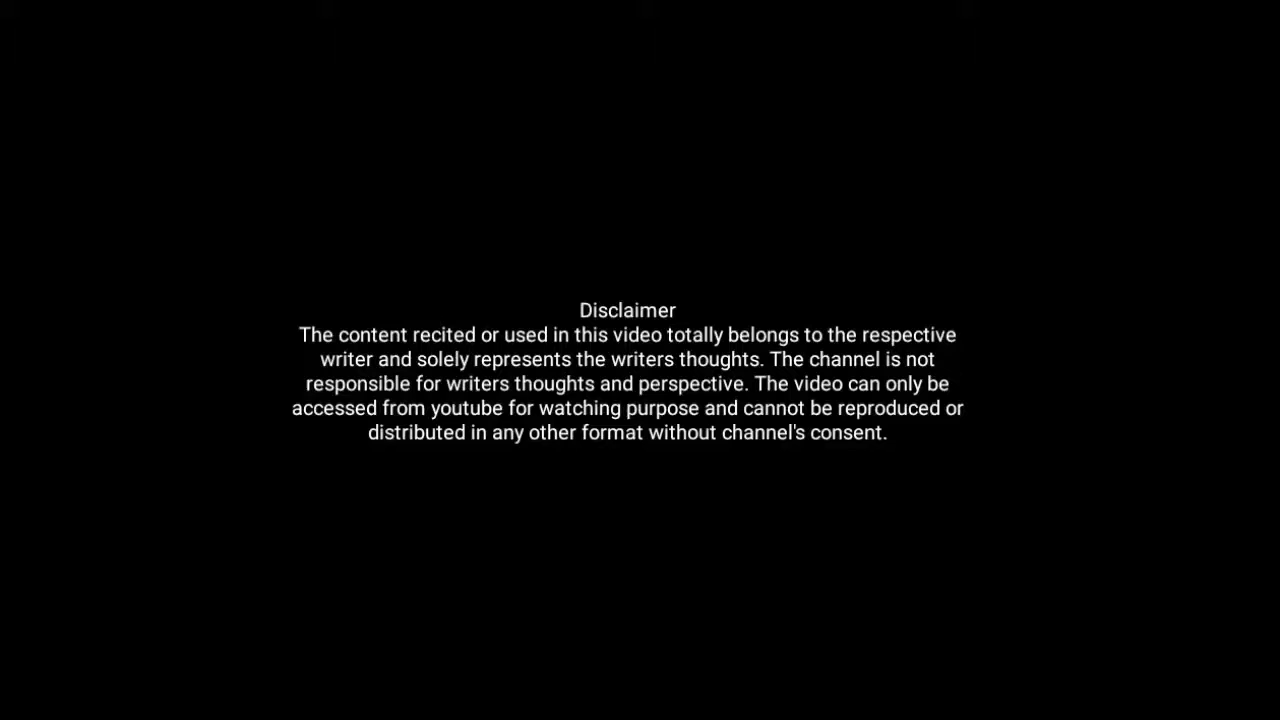 Disclaimer
The content recited or used in this video totally belongs to the respective
writer and solely represents the writers thoughts. The channel is not
responsible for writers thoughts and perspective. The video can only be
accessed from youtube for watching purpose and cannot be reproduced or
distributed in any other format without channel's consent.